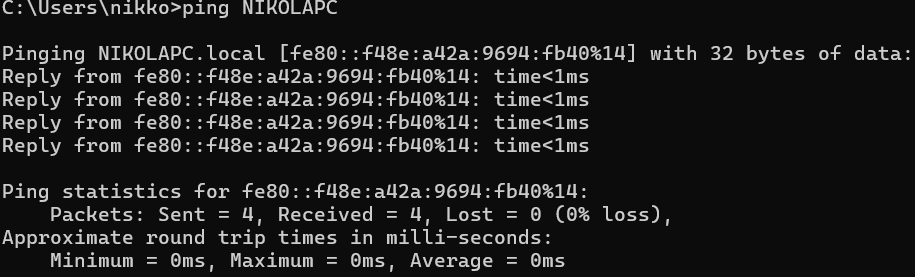 C:\Users\nikko>ping NIKOLAPC
Pinging NIKOLAPC.local [fe80::f48e:a42a:9694:fb40%14] with 32 bytes of data:
Reply from fe80::f48e:a42a:9694:fb40%14: time<1ms
Reply from fe80::f48e:a42a:9694:fb40%14: time<1ms
Reply from fe80::f48e:a42a:9694:fb40%14: time<1ms
Reply from fe80::f48e:a42a:9694:fb40%14: time<1ms
Ping statistics for fe80::f48e:a42a:9694:fb40%14:
    Packets: Sent = 4, Received = 4, Lost = 0 (0% loss),
Approximate round trip times in milli-seconds:
    Minimum = 0ms, Maximum = 0ms, Average = 0ms